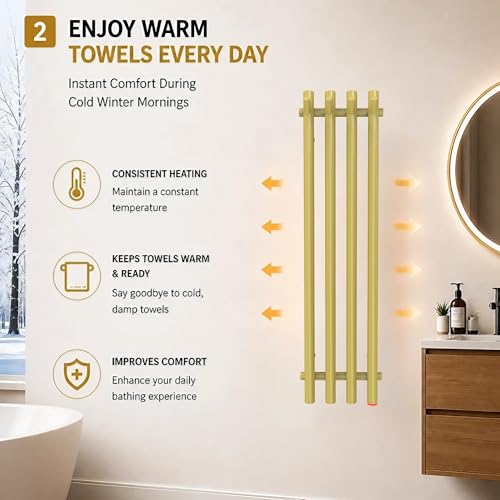 2
ENJOY WARM
TOWELS EVERY DAY
Instant Comfort During
Cold Winter Mornings
CONSISTENT HEATING
Maintain a constant
temperature
KEEPS TOWELS WARM
& READY
Say goodbye to cold,
damp towels
IMPROVES COMFORT
Enhance your daily
bathing experience